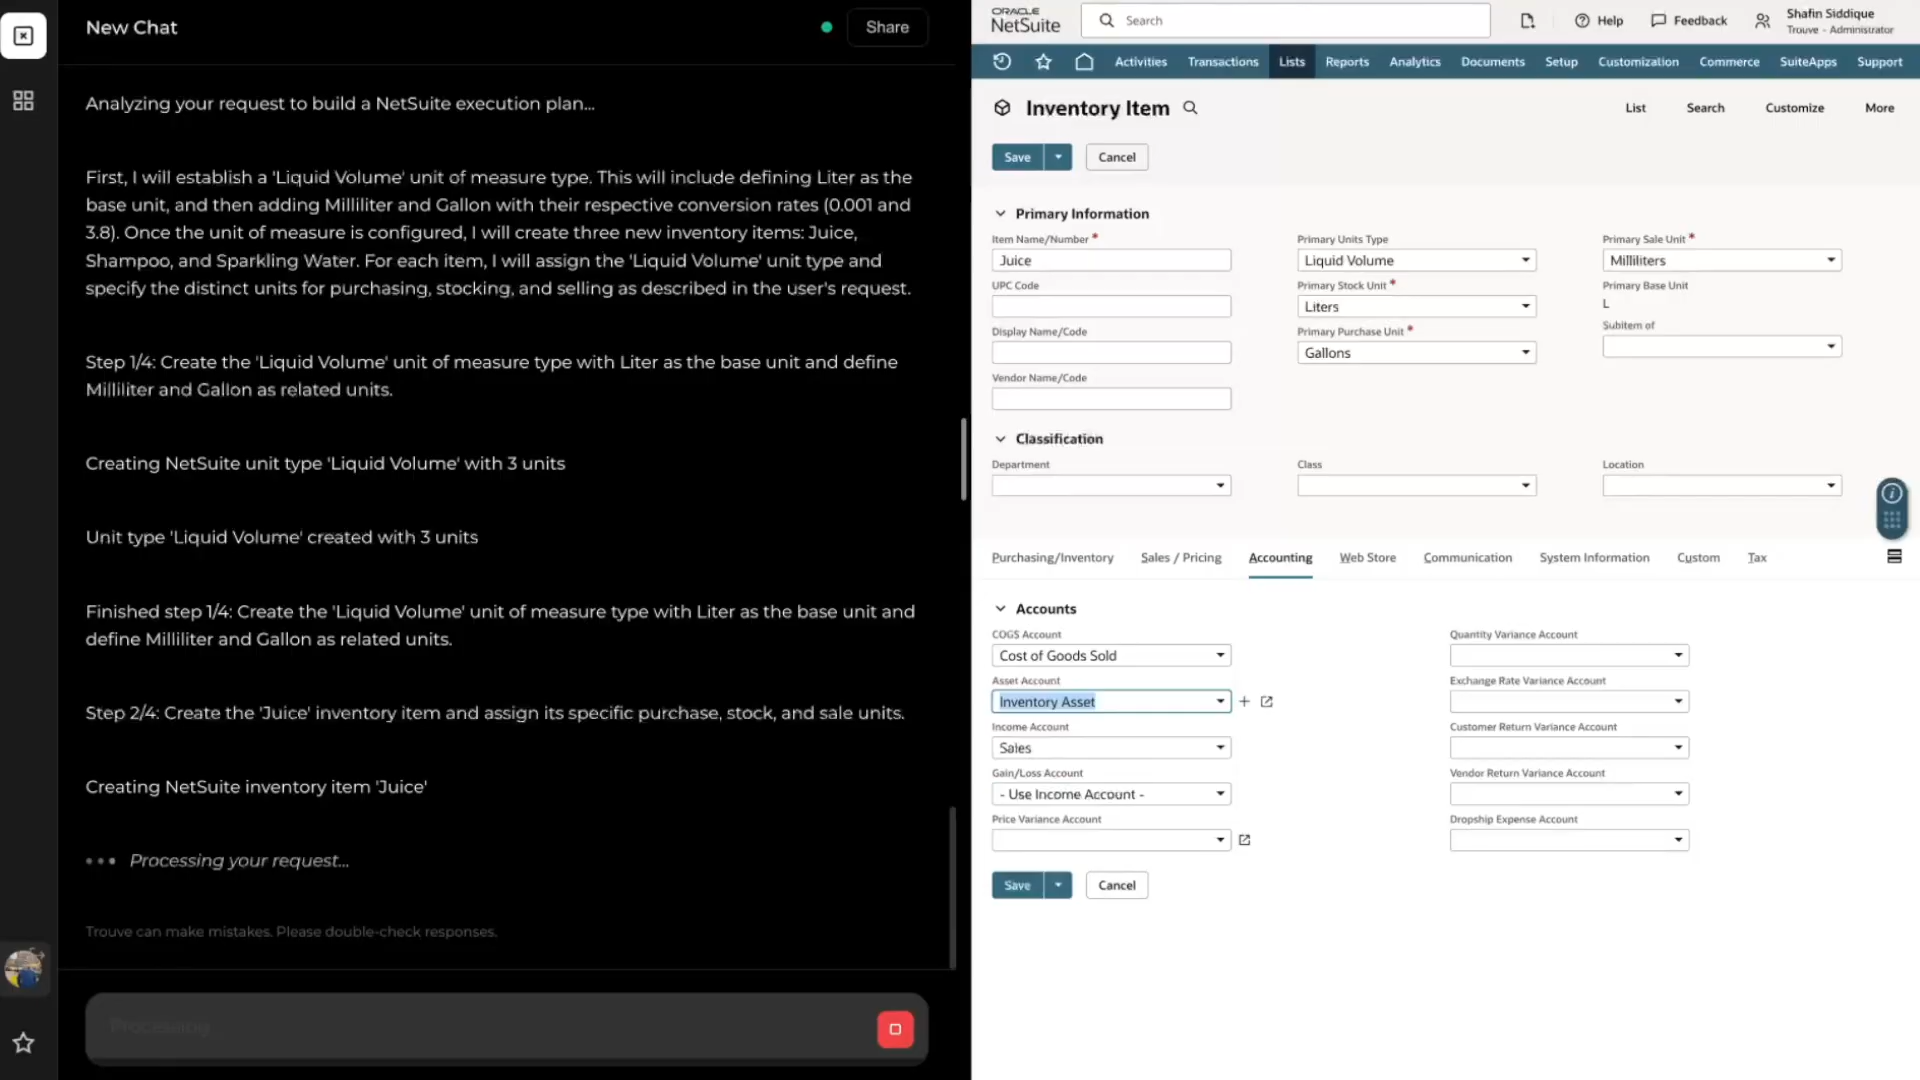 New Chat
Share
Analyzing your request to build a NetSuite execution plan...
First, I will establish a 'Liquid Volume' unit of measure type. This will include defining Liter as the
base unit, and then adding Milliliter and Gallon with their respective conversion rates (0.001 and
3.8). Once the unit of measure is configured, I will create three new inventory items: Juice,
Shampoo, and Sparkling Water. For each item, I will assign the 'Liquid Volume' unit type and
specify the distinct units for purchasing, stocking, and selling as described in the user's request.
Step 1/4: Create the 'Liquid Volume' unit of measure type with Liter as the base unit and define
Milliliter and Gallon as related units.
Creating NetSuite unit type 'Liquid Volume' with 3 units
Unit type 'Liquid Volume' created with 3 units
Finished step 1/4: Create the 'Liquid Volume' unit of measure type with Liter as the base unit and
define Milliliter and Gallon as related units.
Step 2/4: Create the 'Juice' inventory item and assign its specific purchase, stock, and sale units.
Creating NetSuite inventory item 'Juice'
Processing your request...
Trouve can make mistakes. Please double-check responses.
Processing
ORACLE
NetSuite
Search
Help
Feedback
Shafin Siddique
Trouve - Administrator
Activities Transactions Lists Reports Analytics Documents Setup Customization Commerce SuiteApps Support
Inventory Item
List Search Customize More
Save Cancel
Primary Information
Item Name/Number * Primary Units Type Primary Sale Unit *
Juice Liquid Volume Milliliters
UPC Code Primary Stock Unit * Primary Base Unit
Liters L
Display Name/Code Primary Purchase Unit * Subitem of
Gallons
Vendor Name/Code
Classification
Department Class Location
Purchasing/Inventory Sales / Pricing Accounting Web Store Communication System Information Custom Tax
Accounts
COGS Account Quantity Variance Account
Cost of Goods Sold
Asset Account Exchange Rate Variance Account
Inventory Asset
Income Account Customer Return Variance Account
Sales
Gain/Loss Account Vendor Return Variance Account
- Use Income Account -
Price Variance Account Dropship Expense Account
Save Cancel